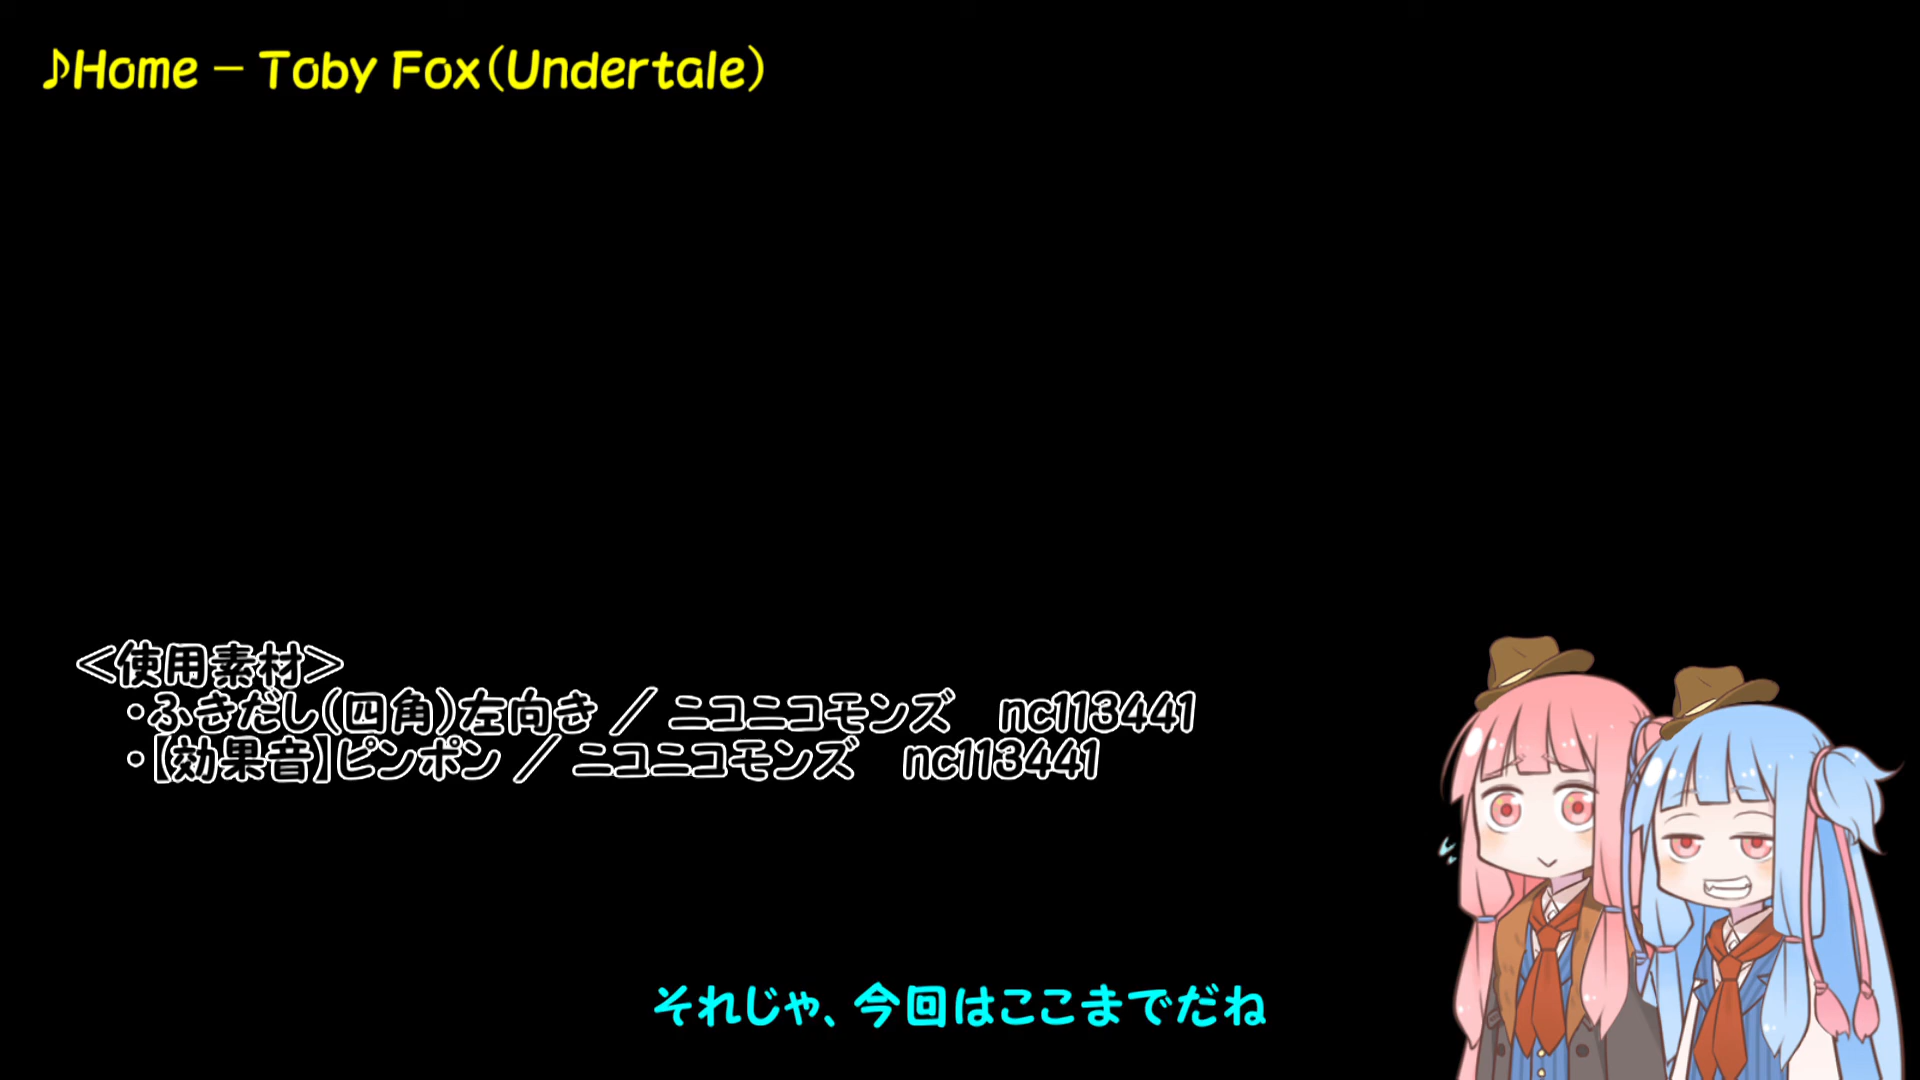 ♪Home − Toby Fox(Undertale)
<使用素材>
・ふきだし(四角)左向き / ニコニコモンズ　nc113441
・【効果音】ピンポン / ニコニコモンズ　nc113441
それじゃ、今回はここまでだね